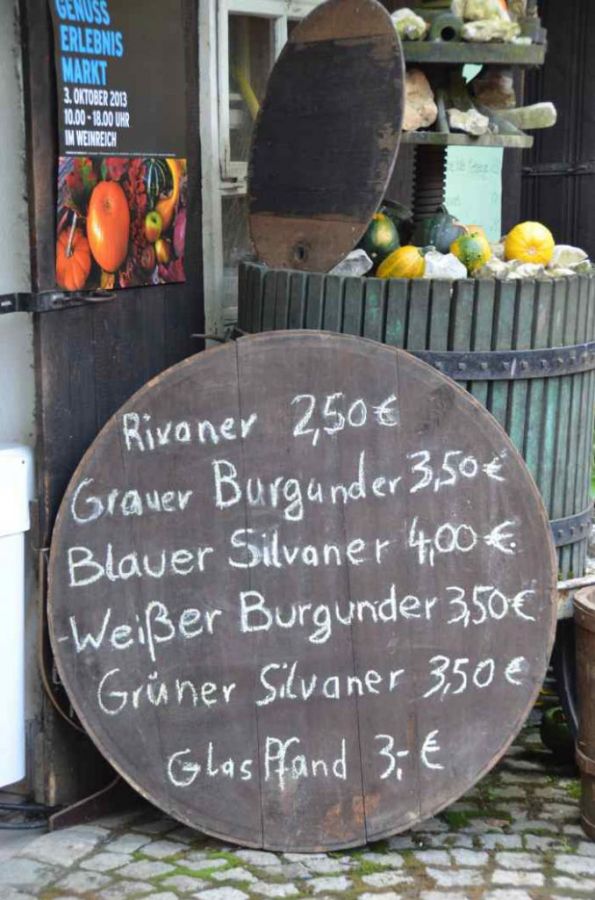 GENUSS
ERLEBNIS
MARKT
3. OKTOBER 2013
10.00 - 18.00 UHR
IM WEINREICH
Rivaner 2,50€
Grauer Burgunder 3,50€
Blauer Silvaner 4,00€
-Weißer Burgunder 3,50€
Grüner Silvaner 3,50€
Glas Pfand 3,-€